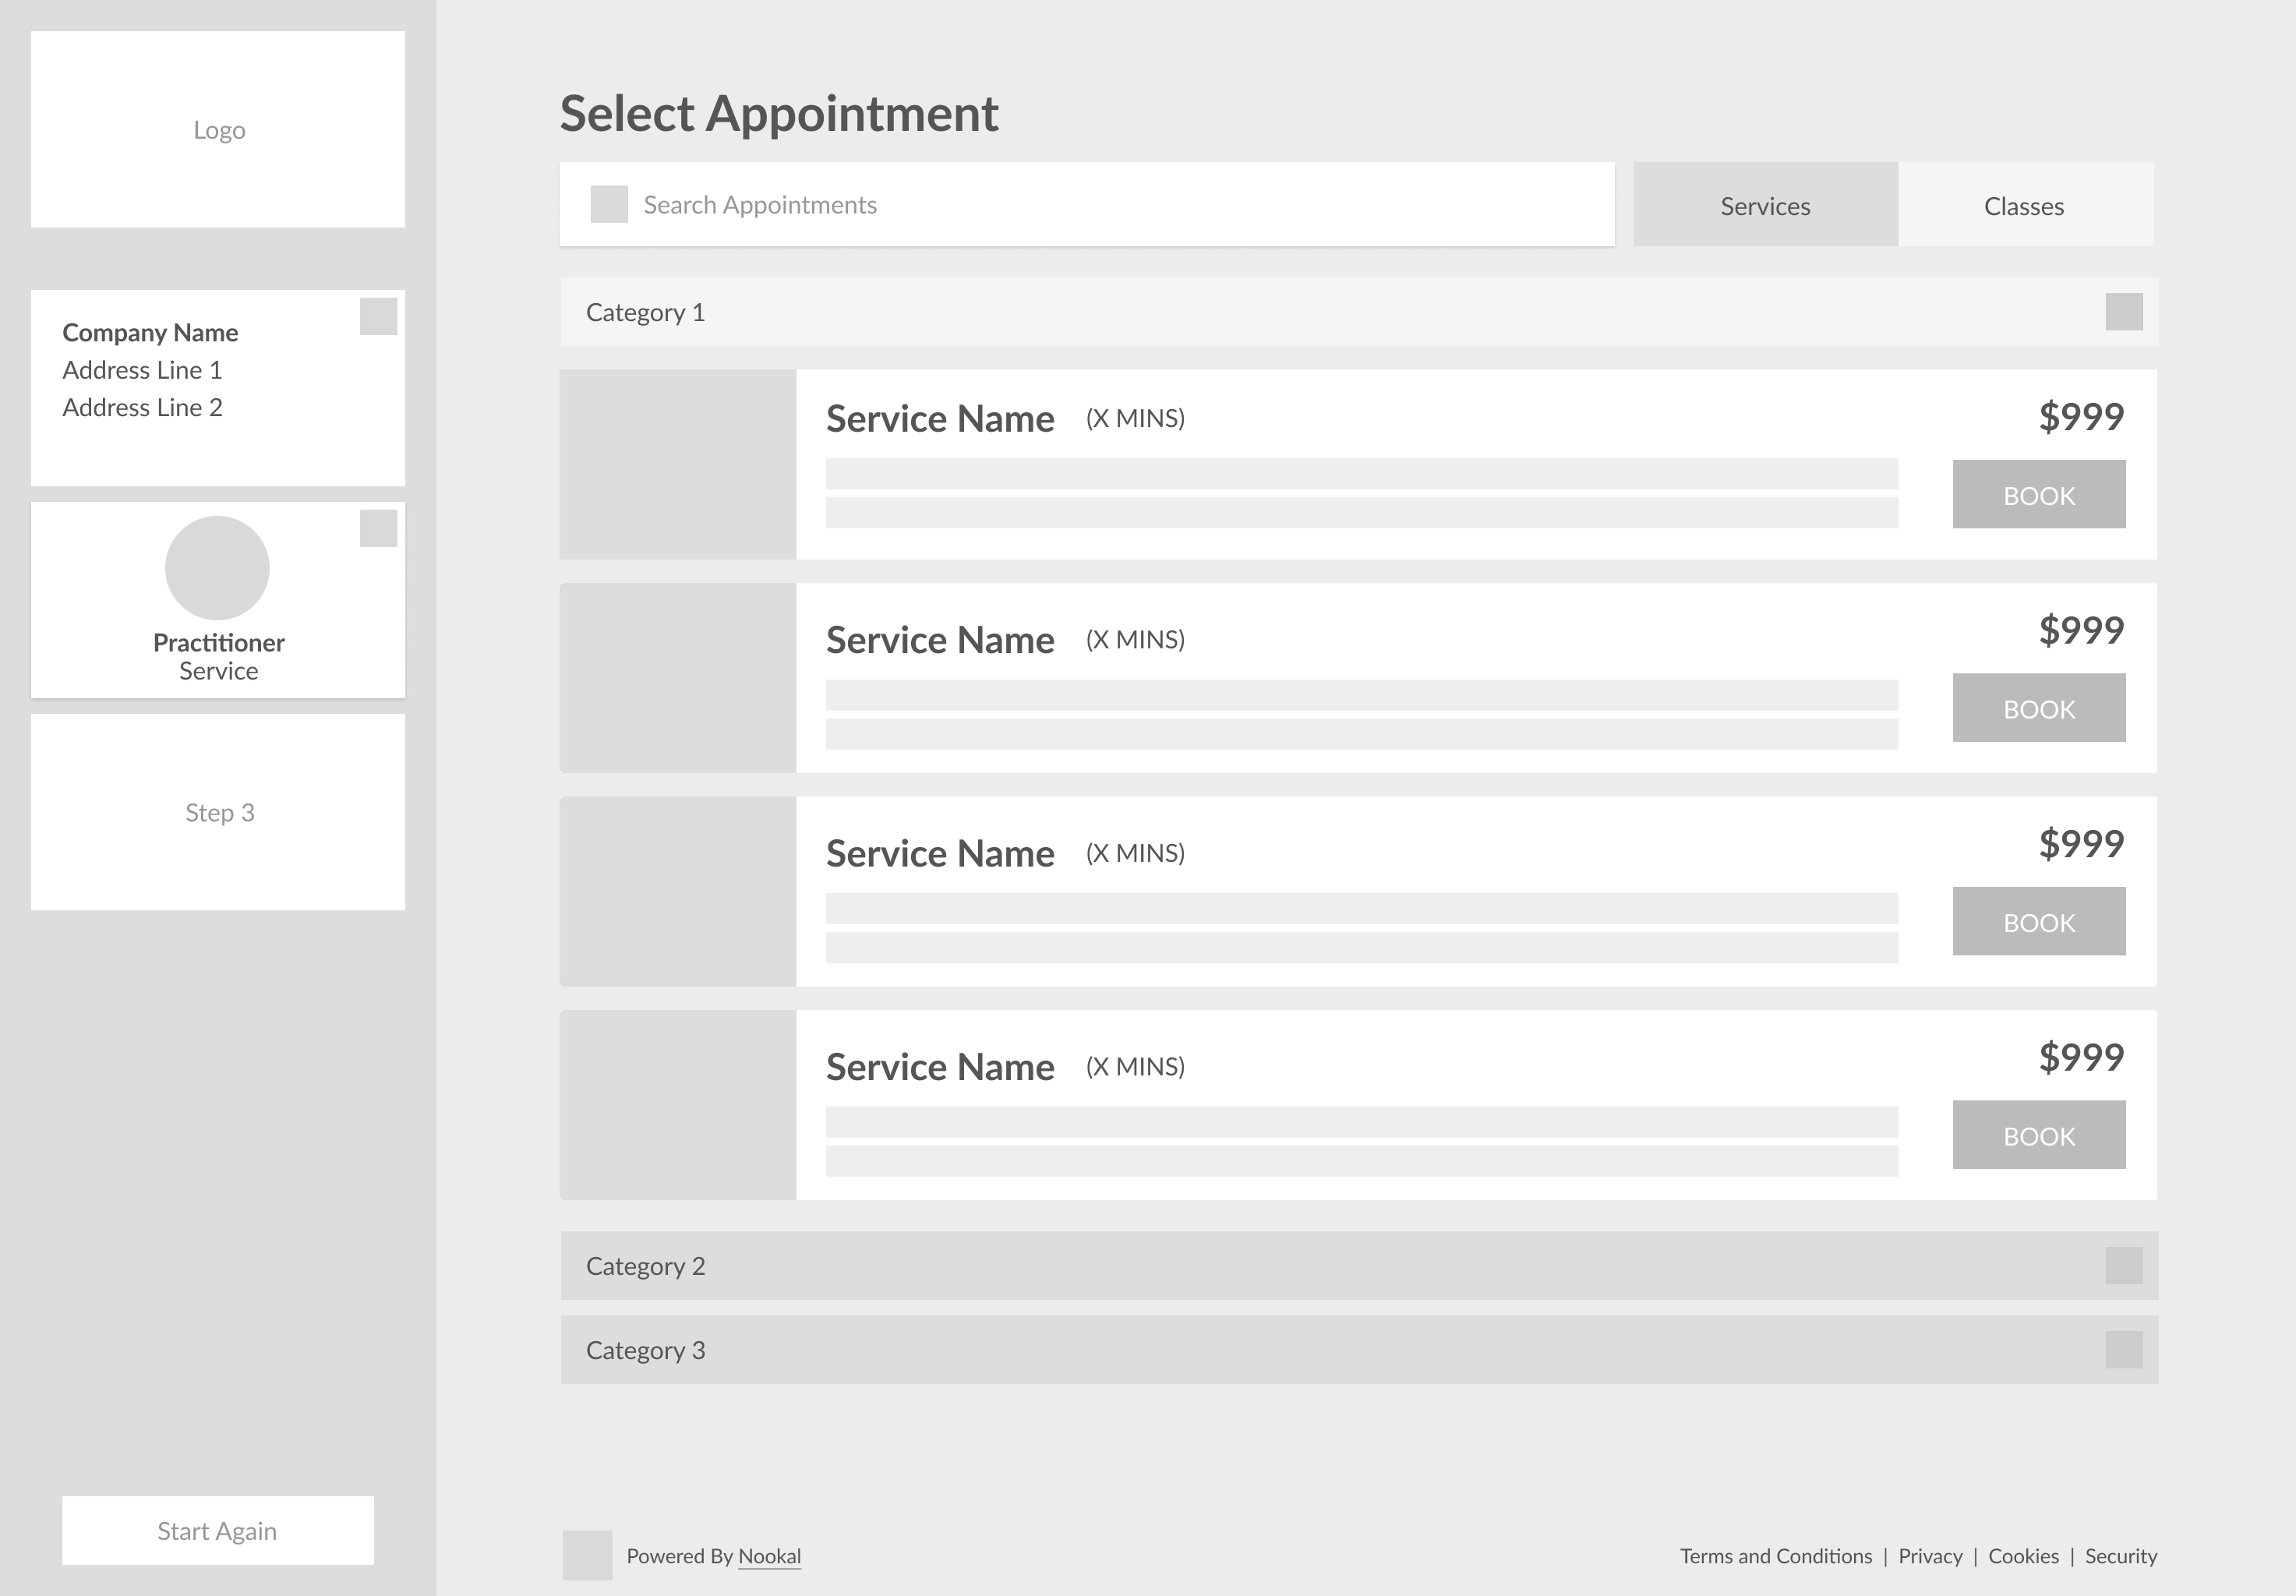 Logo
Company Name
Address Line 1
Address Line 2
Practitioner
Service
Step 3
Start Again
Select Appointment
Search Appointments
Services
Classes
Category 1
Service Name (X MINS)
$999
BOOK
Service Name (X MINS)
$999
BOOK
Service Name (X MINS)
$999
BOOK
Service Name (X MINS)
$999
BOOK
Category 2
Category 3
Powered By Nookal
Terms and Conditions | Privacy | Cookies | Security